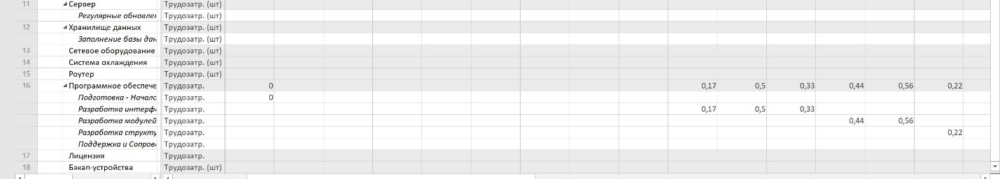 11 Сервер Трудозатр. (шт)
Регулярные обновлен Трудозатр. (шт)
12 Хранилище данных Трудозатр. (шт)
Заполнение базы дан Трудозатр. (шт)
13 Сетевое оборудование Трудозатр. (шт)
14 Система охлаждения Трудозатр. (шт)
15 Роутер Трудозатр. (шт)
16 Программное обеспече Трудозатр. 0 0,17 0,5 0,33 0,44 0,56 0,22
Подготовка - Начало Трудозатр. 0
Разработка интерфе Трудозатр. 0,17 0,5 0,33
Разработка модулей Трудозатр. 0,44 0,56
Разработка структу Трудозатр. 0,22
Поддержка и Сопров Трудозатр.
17 Лицензия Трудозатр.
18 Бэкап-устройства Трудозатр. (шт)